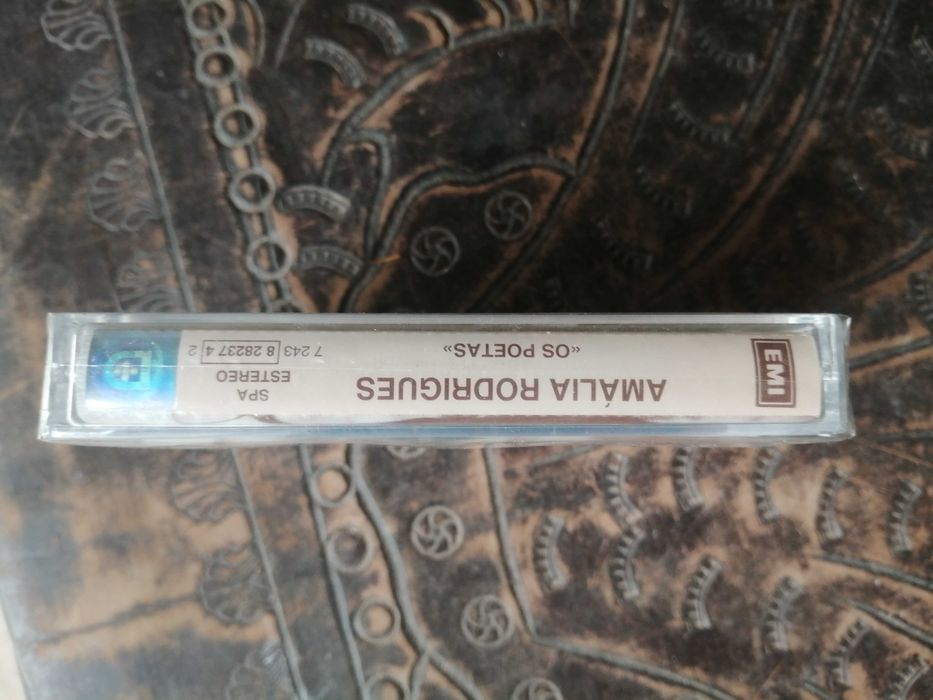 EMI
AMÁLIA RODRIGUES
«OS POETAS»
SPA
ESTEREO
7 243 8 28237 4 2